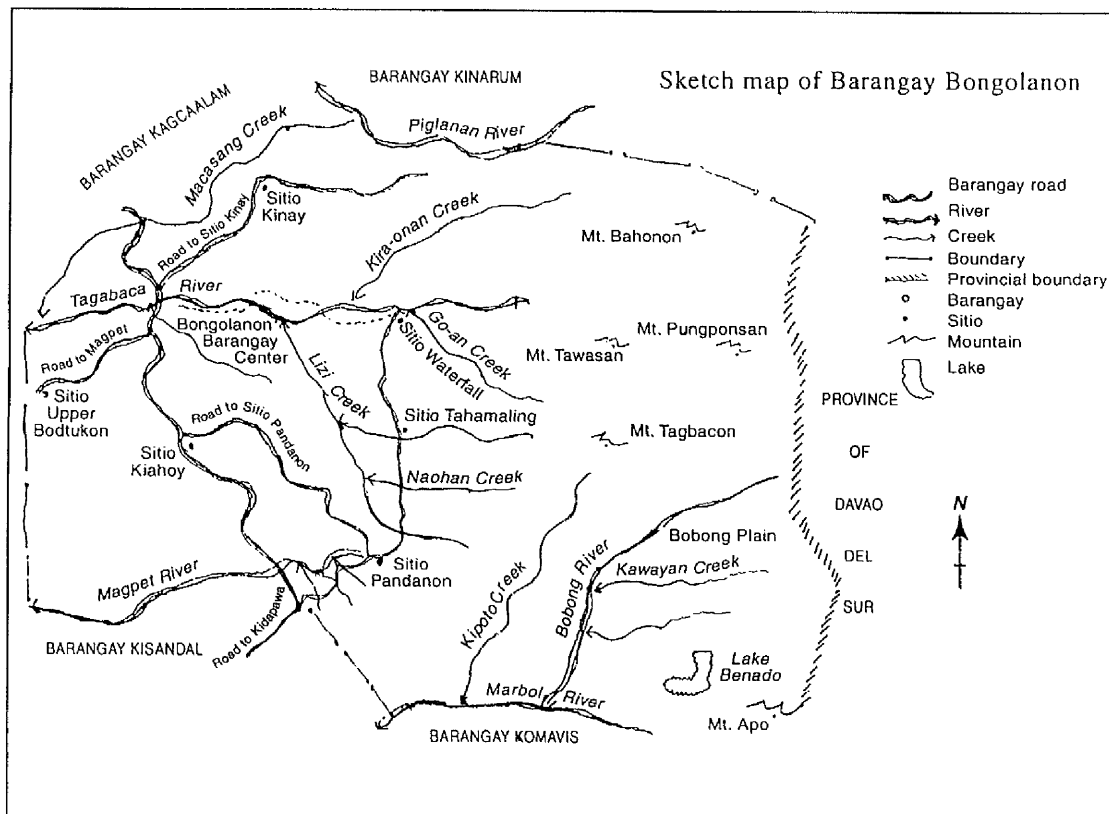 Sketch map of Barangay Bongolanon
BARANGAY KINARUM
BARANGAY KAGCAALAM
Piglanan River
Macasang Creek
Sitio
Kinay
Road to Sitio Kinay
Kira-onan Creek
Mt. Bahonon
Barangay road
River
Creek
Boundary
Provincial boundary
Barangay
Sitio
Mountain
Lake
Tagabaca River
Bongolanon
Barangay
Center
Road to Magpet
Sitio
Upper
Bodtukon
Lizi Creek
Sitio Waterfall
Go-an Creek
Mt. Pungponsan
Mt. Tawasan
Sitio Tahamaling
Mt. Tagbacon
Road to Sitio Pandanon
Sitio
Kiahoy
Naohan Creek
PROVINCE
OF
DAVAO
DEL
SUR
N
Bobong Plain
Bobong River
Kawayan Creek
Kipoto Creek
Sitio
Pandanon
Magpet River
Road to Kidapawa
BARANGAY KISANDAL
Lake
Benado
Marbol River
Mt. Apo
BARANGAY KOMAVIS